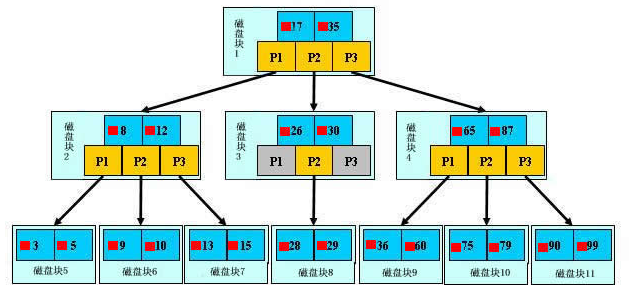 磁盘块1
17 35
P1 P2 P3
磁盘块2
8 12
P1 P2 P3
磁盘块3
26 30
P1 P2 P3
磁盘块4
65 87
P1 P2 P3
3 5
磁盘块5
9 10
磁盘块6
13 15
磁盘块7
28 29
磁盘块8
36 60
磁盘块9
75 79
磁盘块10
90 99
磁盘块11